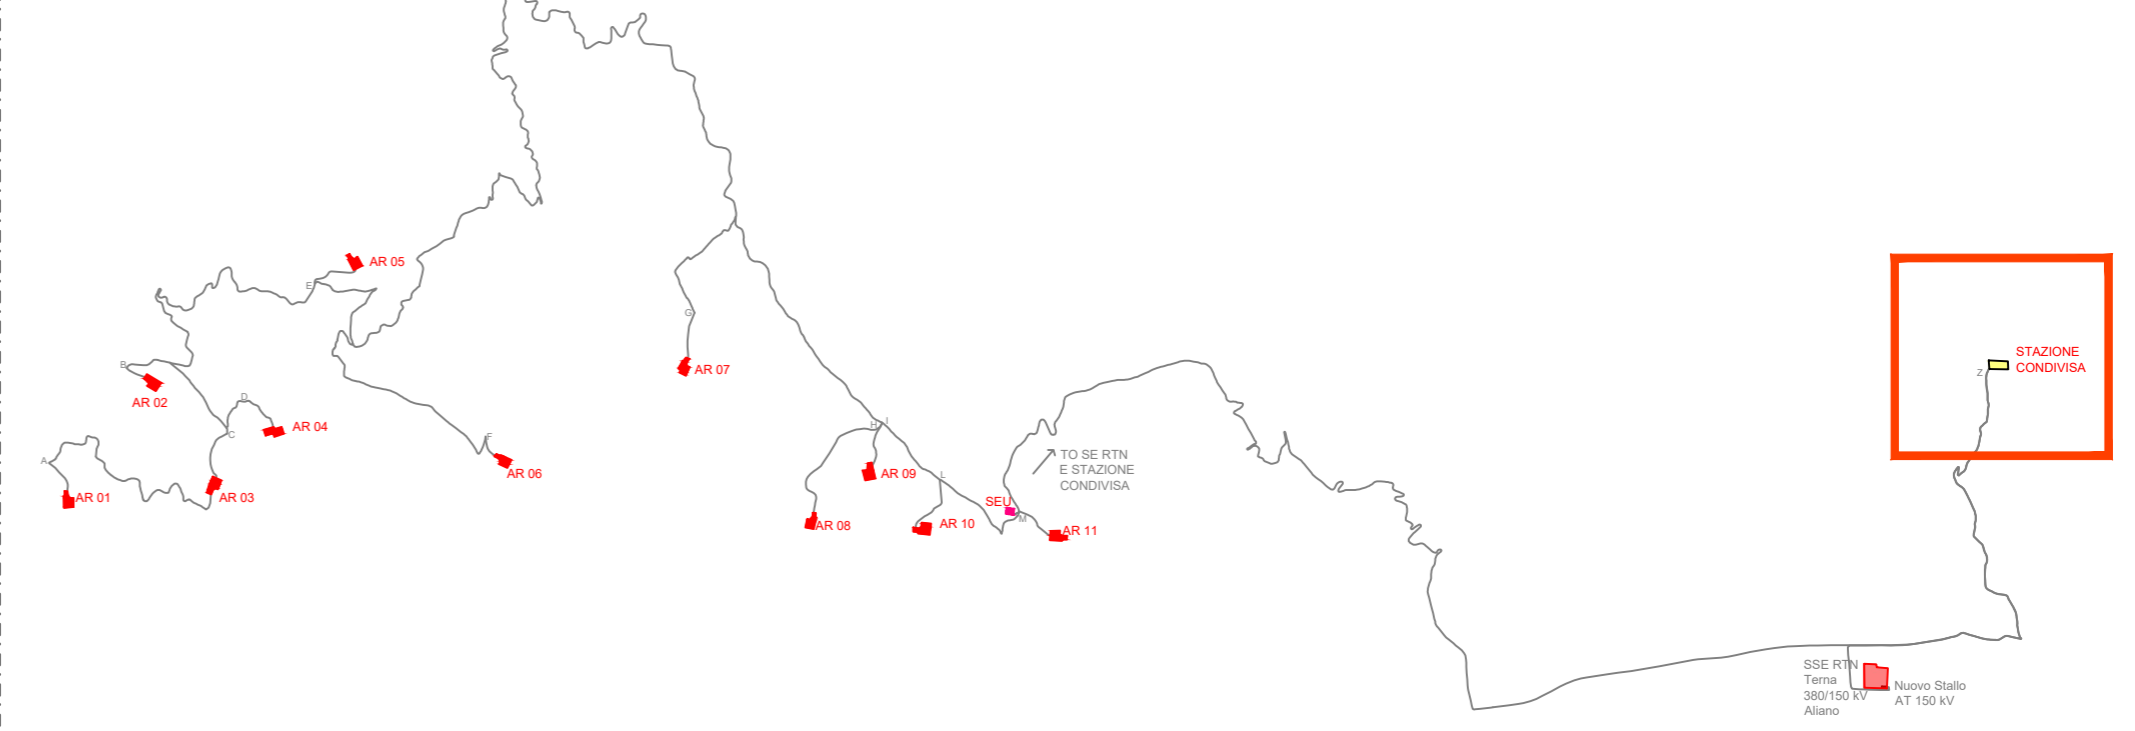 AR 05
E
STAZIONE
CONDIVISA
Z
G
B
AR 07
AR 02
D
AR 04
C
I
H
F
A
AR 06
AR 01
AR 03
AR 09
L
TO SE RTN
E STAZIONE
CONDIVISA
SEU
M
AR 08
AR 10
AR 11
SSE RTN
Terna
380/150 kV
Aliano
Nuovo Stallo
AT 150 kV